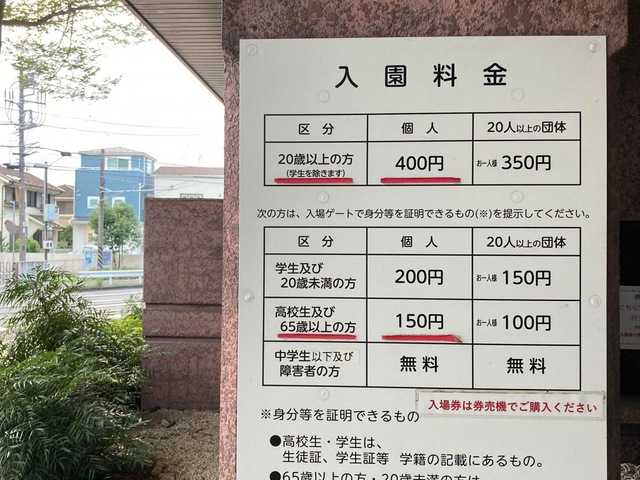 入園料金
区分 個人 20人以上の団体
20歳以上の方 400円 お一人様 350円
(学生を除きます)
次の方は、入場ゲートで身分等を証明できるもの(※)を提示してください。
区分 個人 20人以上の団体
学生及び
20歳未満の方 200円 お一人様 150円
高校生及び
65歳以上の方 150円 お一人様 100円
中学生以下及び
障害者の方 無料 無料
入場券は券売機でご購入ください
※身分等を証明できるもの
●高校生・学生は、
生徒証、学生証等 学籍の記載にあるもの。
●65歳以上の方・20歳未満の方は